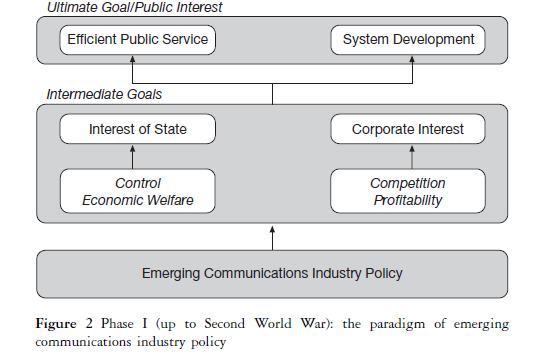 Ultimate Goal/Public Interest
Efficient Public Service
System Development
Intermediate Goals
Interest of State
Corporate Interest
Control
Economic Welfare
Competition
Profitability
Emerging Communications Industry Policy
Figure 2 Phase I (up to Second World War): the paradigm of emerging
communications industry policy